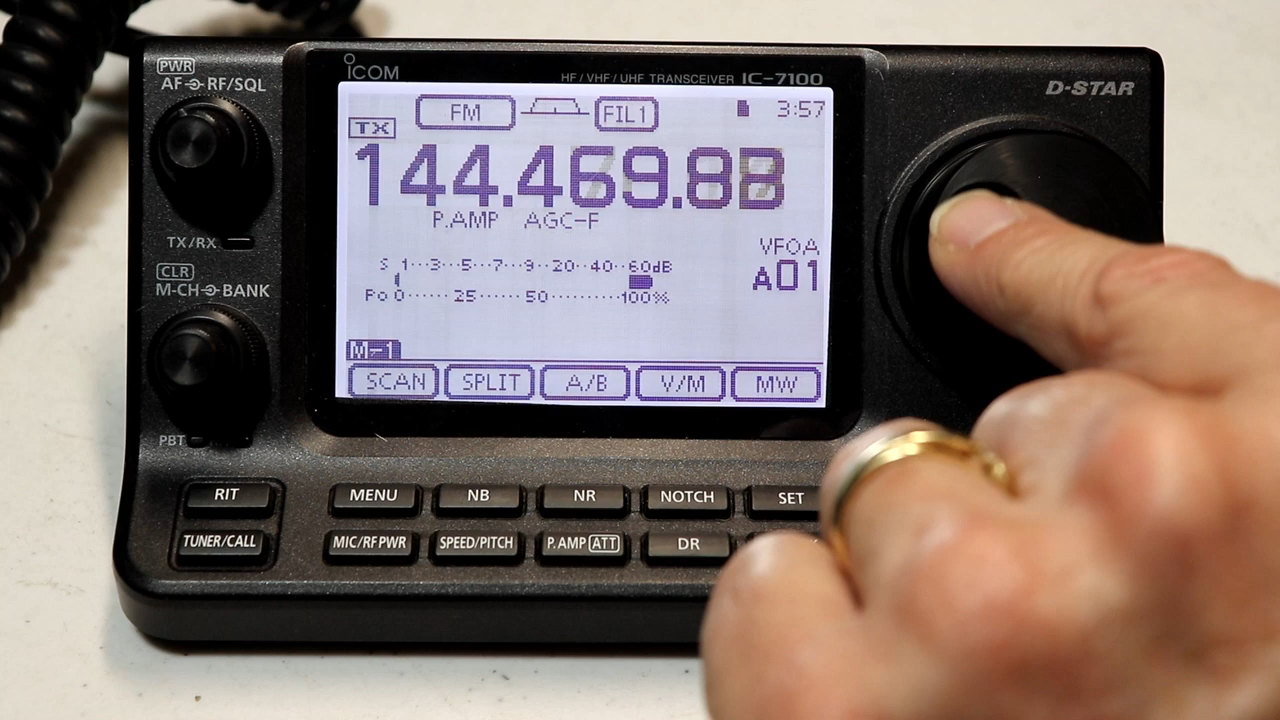 PWR
AF RF/SQL
ICOM
HF/VHF/UHF TRANSCEIVER IC-7100
D-STAR
FM FIL1 3:57
TX
P.AMP AGC-F
TX/RX
VFOA
A01
CLR
M-CH BANK
S 1··3··5··7··9··20··40··60dB
Po 0······25······50··········100%
M-1
SCAN SPLIT A/B V/M MW
PBT
RIT MENU NB NR NOTCH SET
TUNER/CALL MIC/RF PWR SPEED/PITCH P.AMP ATT DR